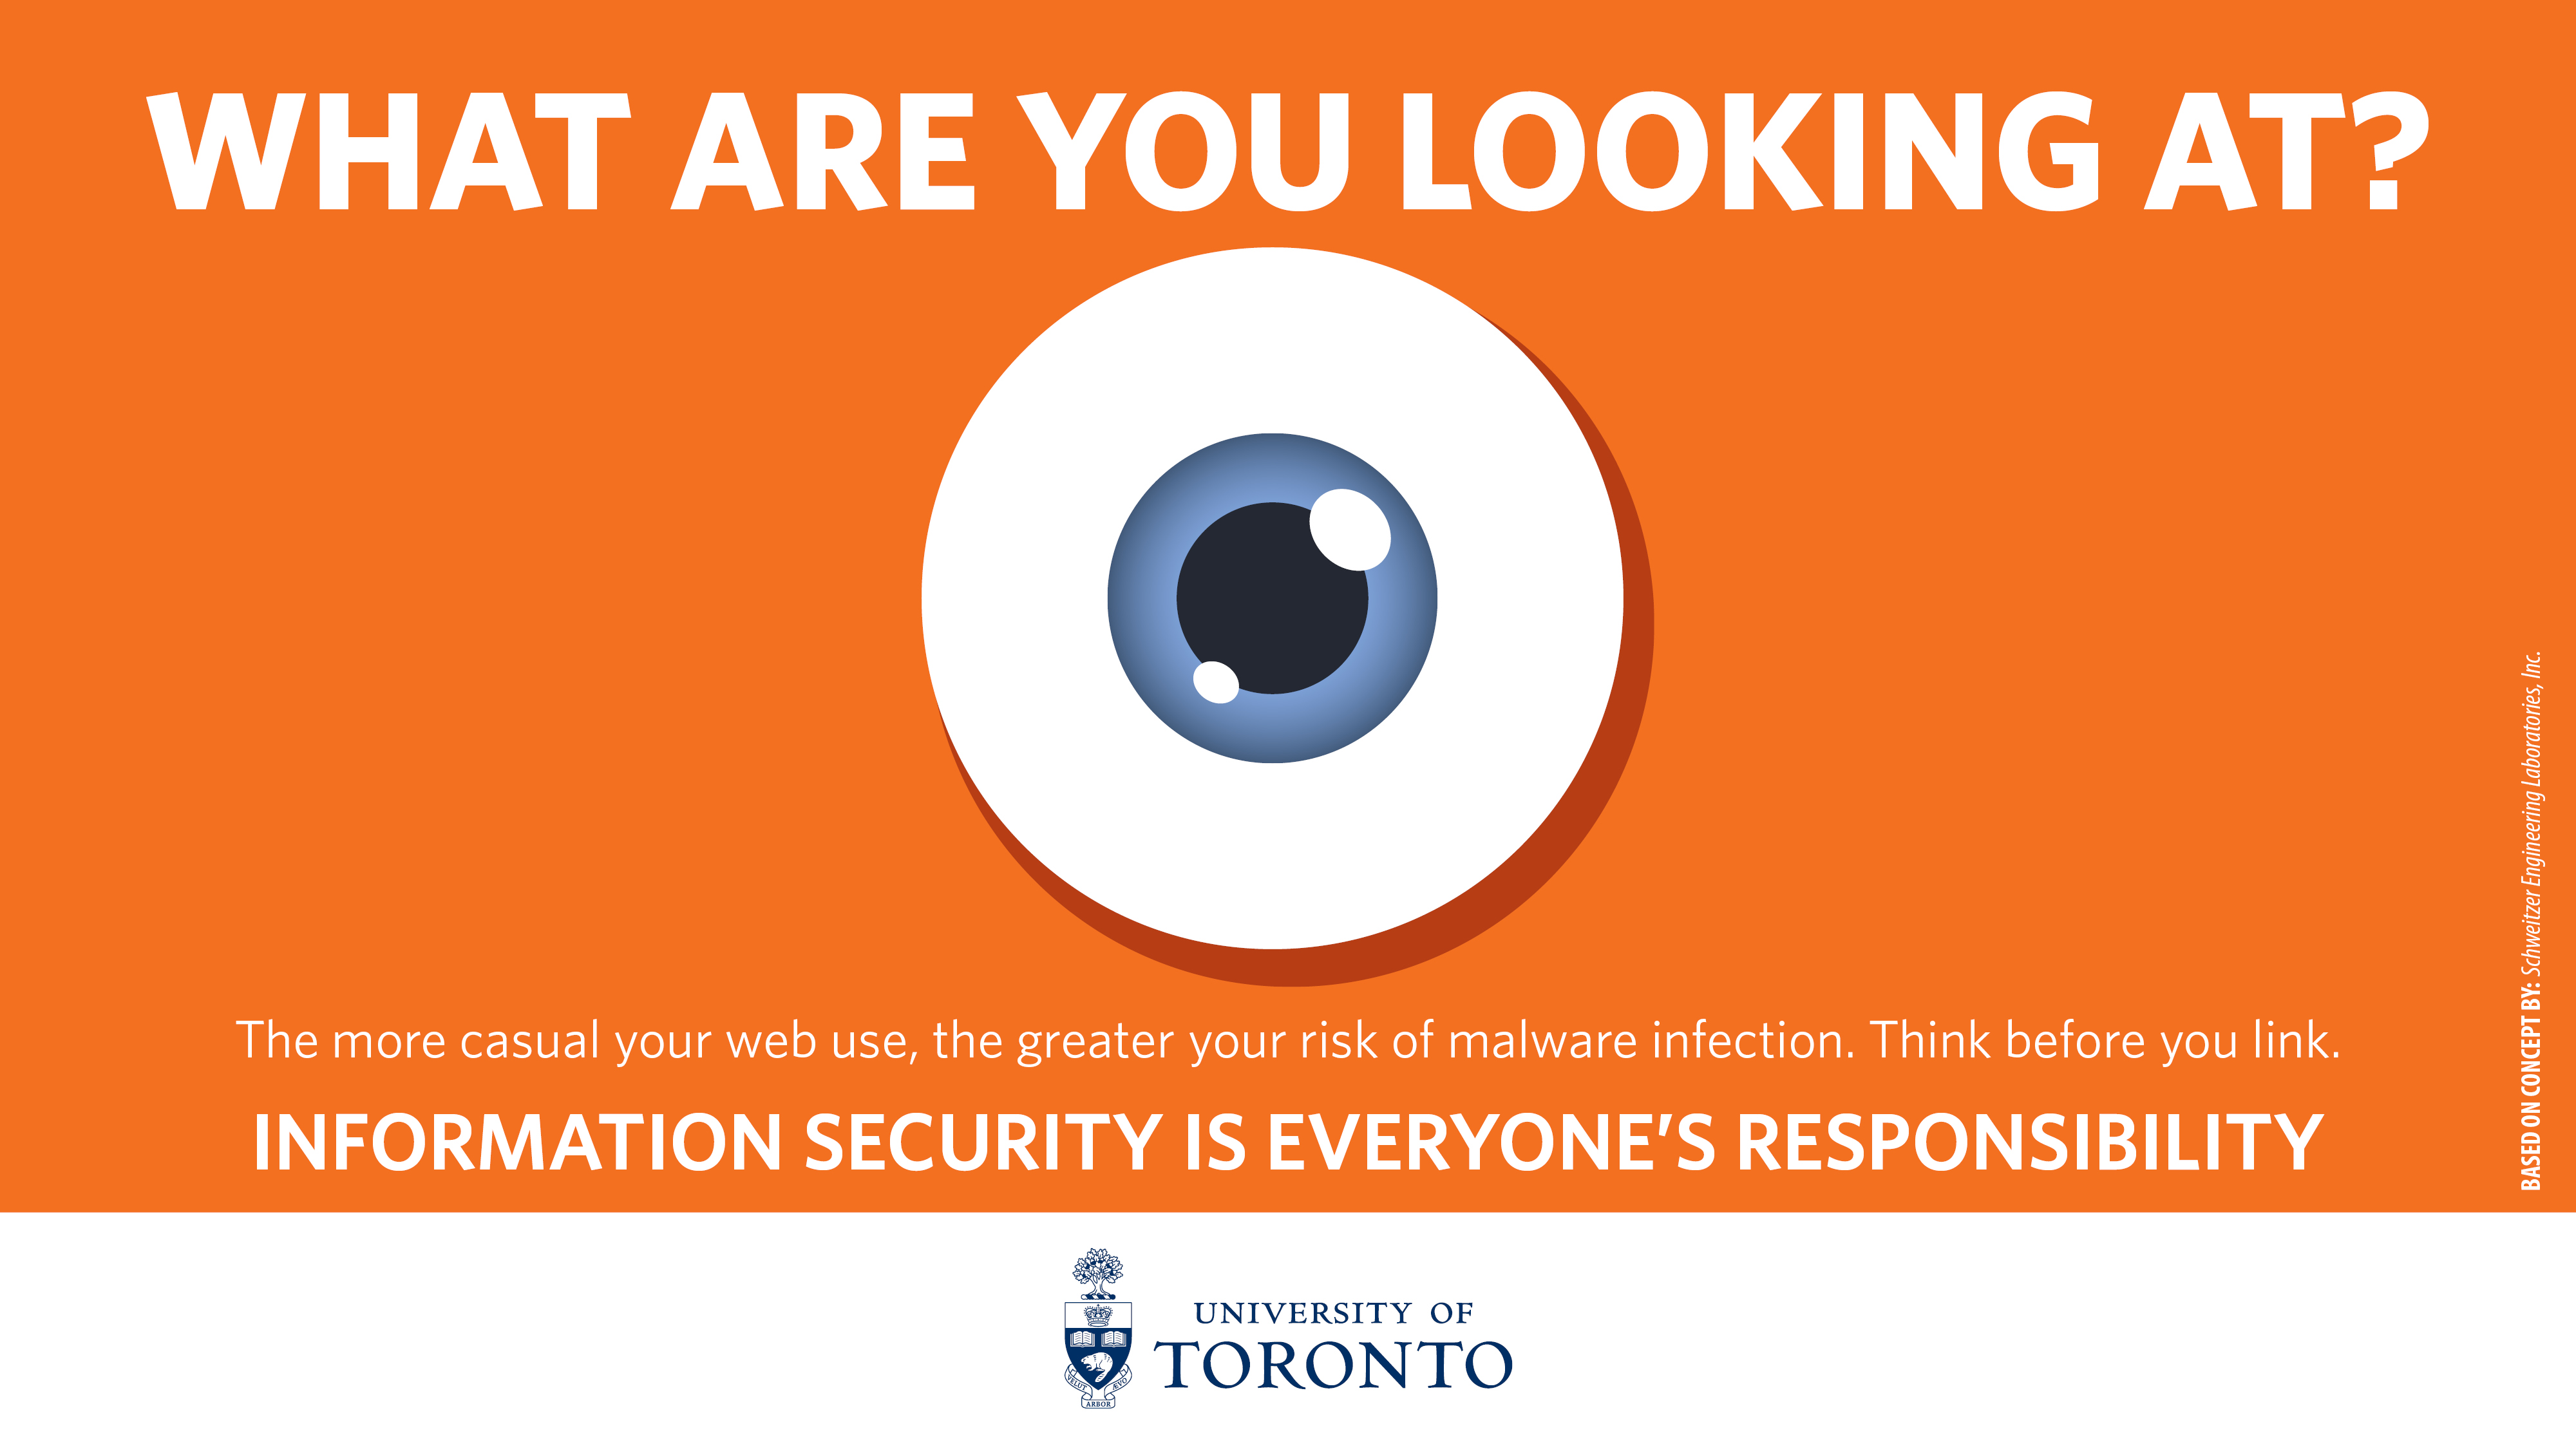 WHAT ARE YOU LOOKING AT?
The more casual your web use, the greater your risk of malware infection. Think before you link.
INFORMATION SECURITY IS EVERYONE’S RESPONSIBILITY
BASED ON CONCEPT BY: Schweitzer Engineering Laboratories, Inc.
VELUT
ARBOR
ÆVO
UNIVERSITY OF
TORONTO